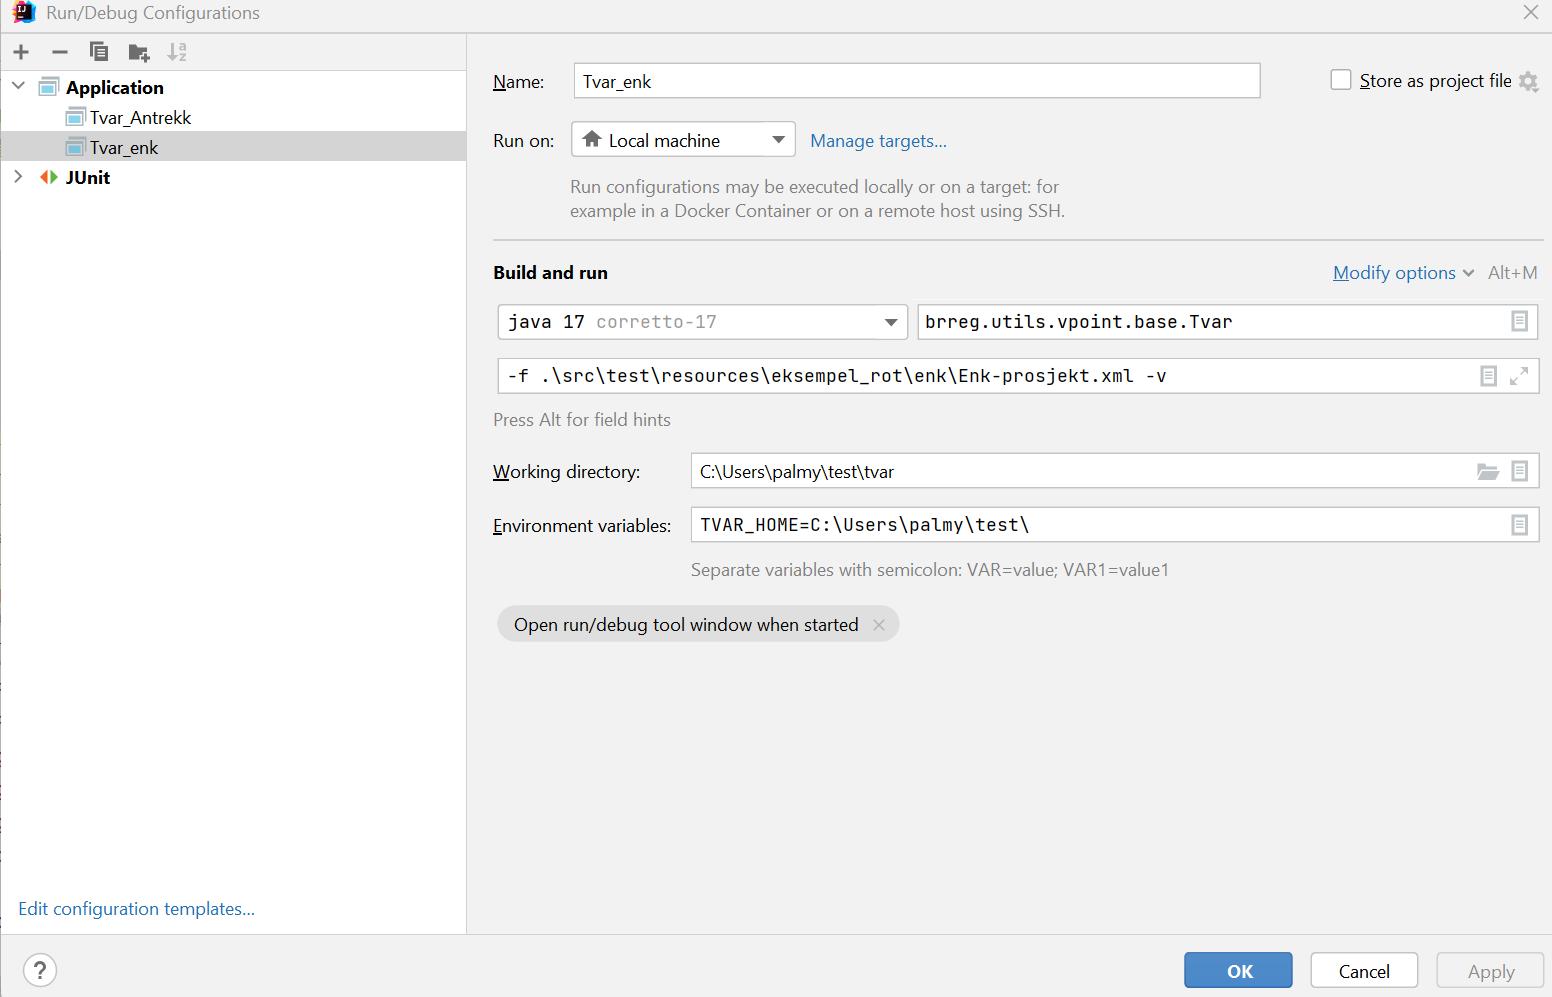 Run/Debug Configurations
Application
Tvar_Antrekk
Tvar_enk
JUnit
Edit configuration templates...
Name: Tvar_enk Store as project file
Run on: Local machine Manage targets...
Run configurations may be executed locally or on a target: for
example in a Docker Container or on a remote host using SSH.
Build and run Modify options Alt+M
java 17 corretto-17 brreg.utils.vpoint.base.Tvar
-f .\src\test\resources\eksempel_rot\enk\Enk-prosjekt.xml -v
Press Alt for field hints
Working directory: C:\Users\palmy\test\tvar
Environment variables: TVAR_HOME=C:\Users\palmy\test\
Separate variables with semicolon: VAR=value; VAR1=value1
Open run/debug tool window when started
? OK Cancel Apply